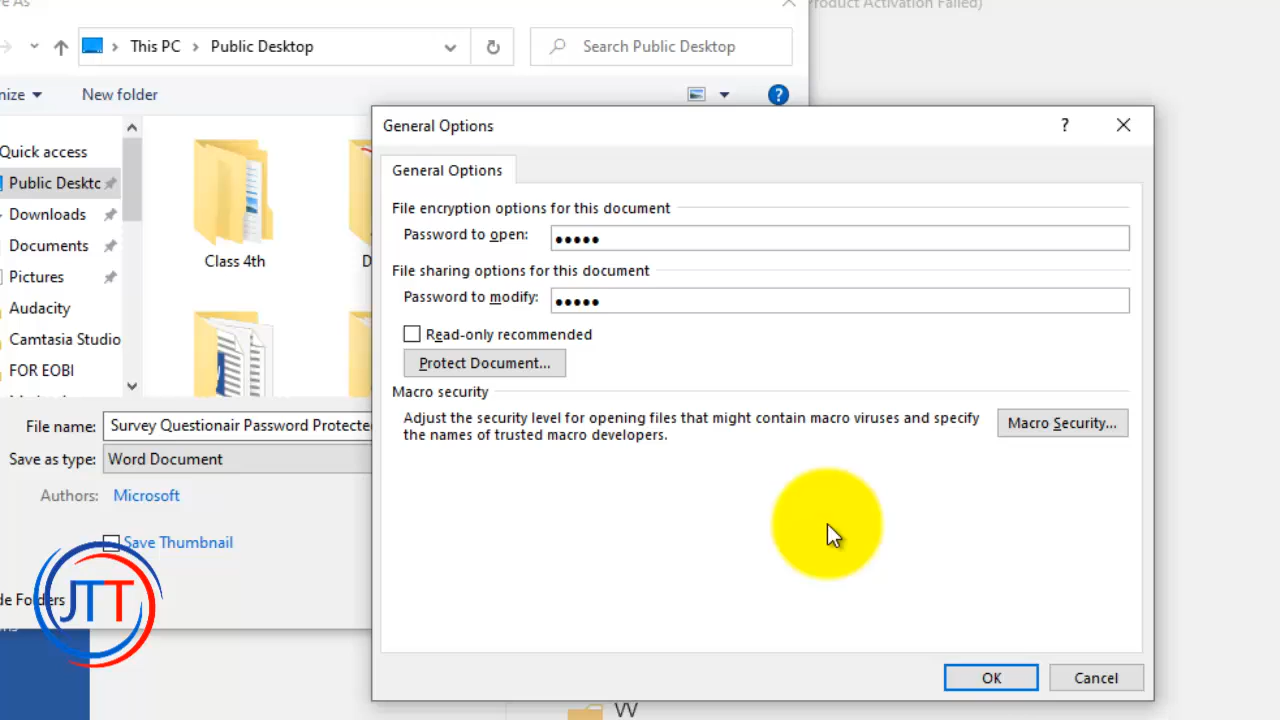 ve As
Product Activation Failed)
This PC > Public Desktop
Search Public Desktop
nize
New folder
?
General Options
?
Quick access
Public Deskto
Downloads
Documents
Pictures
Audacity
Camtasia Studio
FOR EOBI
Class 4th
D
General Options
File encryption options for this document
Password to open: •••••
File sharing options for this document
Password to modify: •••••
Read-only recommended
Protect Document...
Macro security
Adjust the security level for opening files that might contain macro viruses and specify
the names of trusted macro developers.
Macro Security...
File name: Survey Questionair Password Protecte
Save as type: Word Document
Authors: Microsoft
Save Thumbnail
de Folders
JTT
OK
Cancel
VV